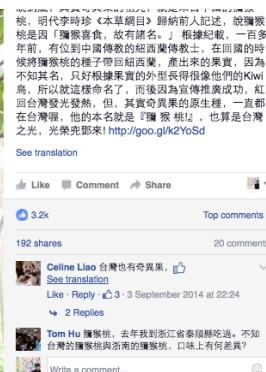 桃，明代李時珍《本草綱目》歸納前人記述，說獼猴
桃是因「獼猴喜食，故有諸名。」 根據紀載，一百多
年前，有位到中國傳教的紐西蘭傳教士，在回國的時
候將獼猴桃的種子帶回紐西蘭，產出來的果實，因為
不知其名，只好根據果實的外型長得很像他們的Kiwi
鳥，所以就這樣命名了，而後因為宣傳推廣成功，紅
回台灣發光發熱，但，其實奇異果的原生種，一直都
在台灣喔，他的本名就是『獼 猴 桃!』，也算是台灣
之光，光榮兜鄧來! http://goo.gl/k2YoSd
See translation
Like Comment Share
3.2k Top comments
192 shares 20 comment
Celine Liao 台灣也有奇異果，
See translation
Like · Reply · 3 · 3 September 2014 at 22:24
2 Replies
Tom Hu 獼猴桃，去年我到浙江省泰順縣吃過。不知
台灣的獼猴桃與浙南的獼猴桃，口味上有何差異?
Write a comment...